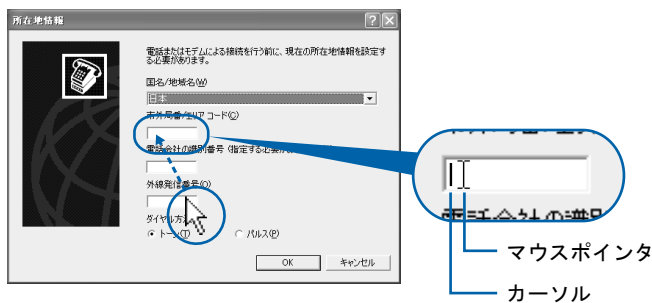 所在地情報
電話またはモデムによる接続を行う前に、現在の所在地情報を設定す
る必要があります。
国名/地域名(W)
日本
市外局番/エリア コード(C)
電話会社の識別番号 (指定する必要が
外線発信番号(O)
ダイヤル方法
トーン(T)
パルス(P)
OK
キャンセル
マウスポインタ
カーソル